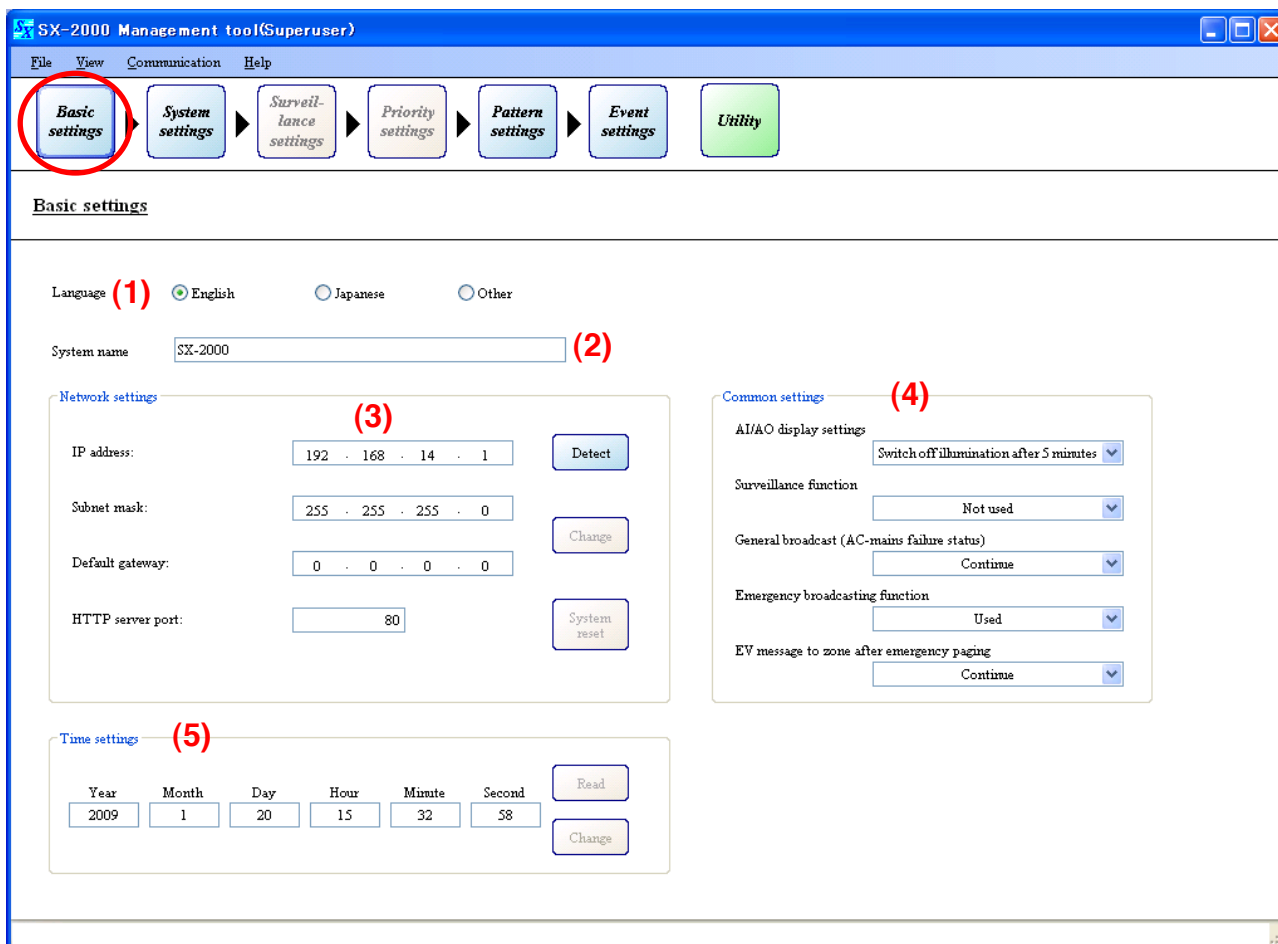 SX SX-2000 Management tool(Superuser)
File View Communication Help
Basic settings
System settings
Surveil-lance settings
Priority settings
Pattern settings
Event settings
Utility
Basic settings
Language (1) English Japanese Other
System name SX-2000 (2)
Network settings
(3)
IP address: 192 . 168 . 14 . 1 Detect
Subnet mask: 255 . 255 . 255 . 0
Change
Default gateway: 0 . 0 . 0 . 0
HTTP server port: 80
System reset
Common settings (4)
AI/AO display settings
Switch off illumination after 5 minutes
Surveillance function
Not used
General broadcast (AC-mains failure status)
Continue
Emergency broadcasting function
Used
EV message to zone after emergency paging
Continue
Time settings (5)
Year Month Day Hour Minute Second
2009 1 20 15 32 58
Read
Change